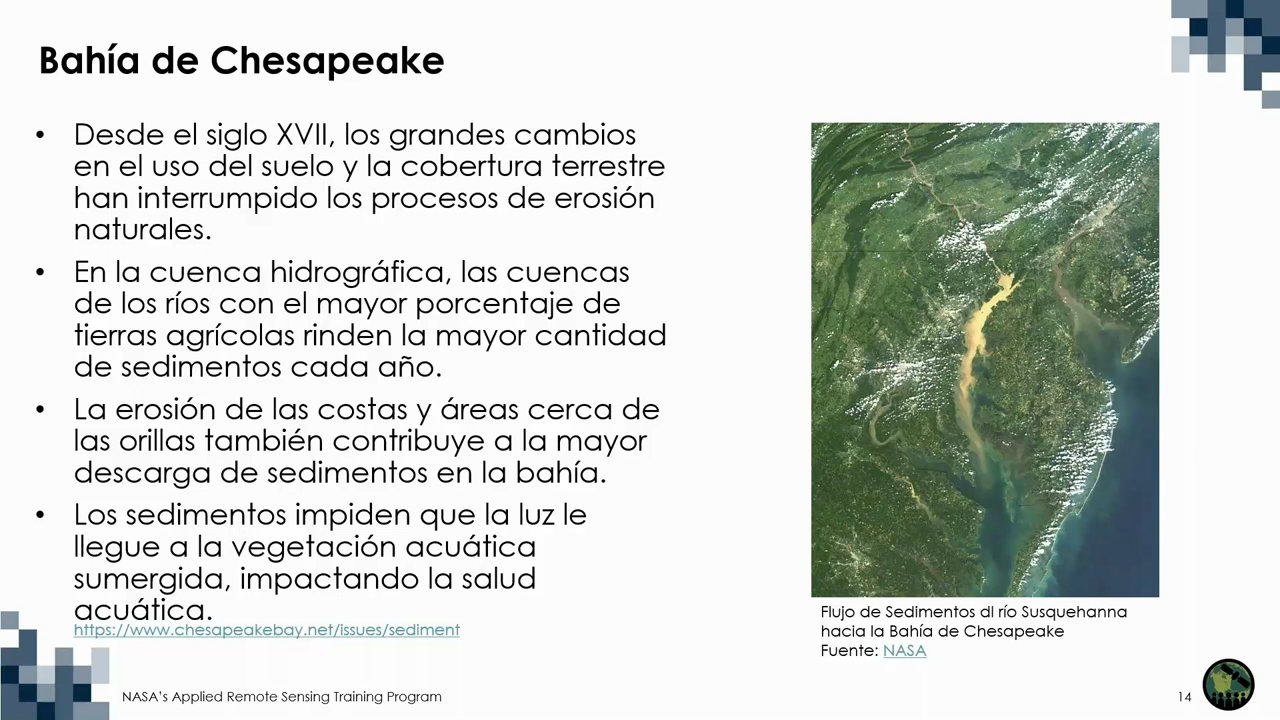 Bahía de Chesapeake
• Desde el siglo XVII, los grandes cambios
en el uso del suelo y la cobertura terrestre
han interrumpido los procesos de erosión
naturales.
• En la cuenca hidrográfica, las cuencas
de los ríos con el mayor porcentaje de
tierras agrícolas rinden la mayor cantidad
de sedimentos cada año.
• La erosión de las costas y áreas cerca de
las orillas también contribuye a la mayor
descarga de sedimentos en la bahía.
• Los sedimentos impiden que la luz le
llegue a la vegetación acuática
sumergida, impactando la salud
acuática.
https://www.chesapeakebay.net/issues/sediment
Flujo de Sedimentos dl río Susquehanna
hacia la Bahía de Chesapeake
Fuente: NASA
NASA's Applied Remote Sensing Training Program
14